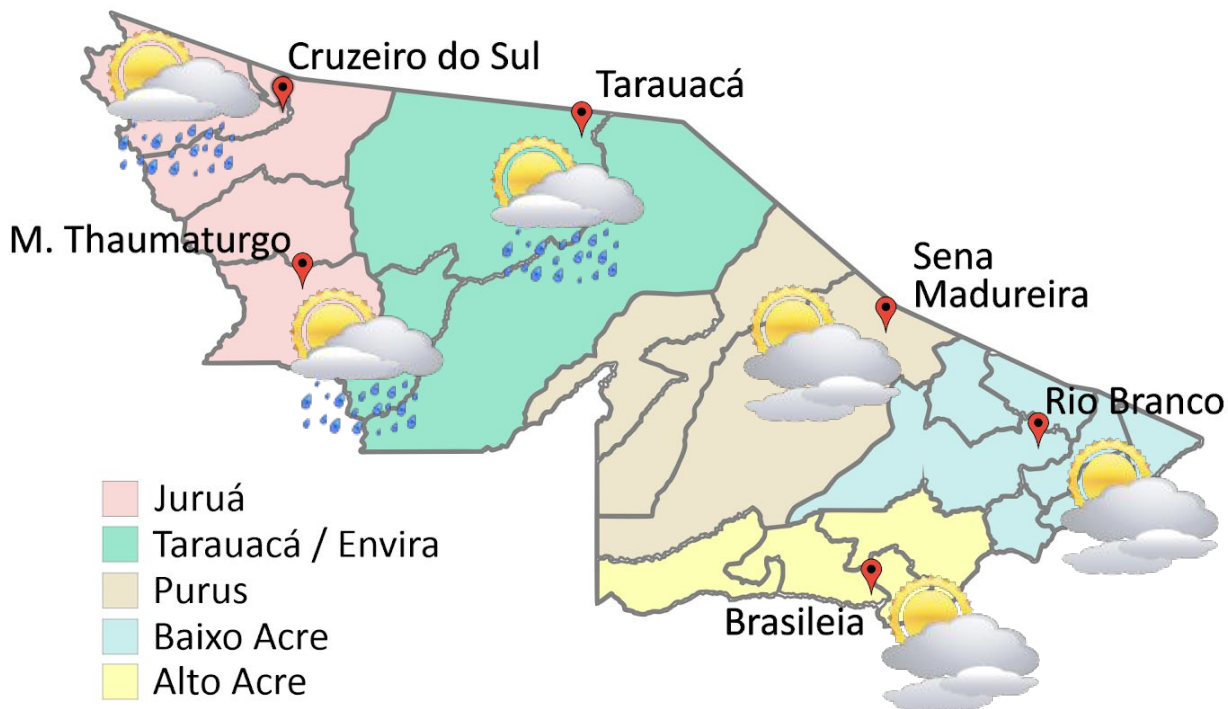 Cruzeiro do Sul
Tarauacá
M. Thaumaturgo
Sena
Madureira
Rio Branco
Brasileia
Juruá
Tarauacá / Envira
Purus
Baixo Acre
Alto Acre